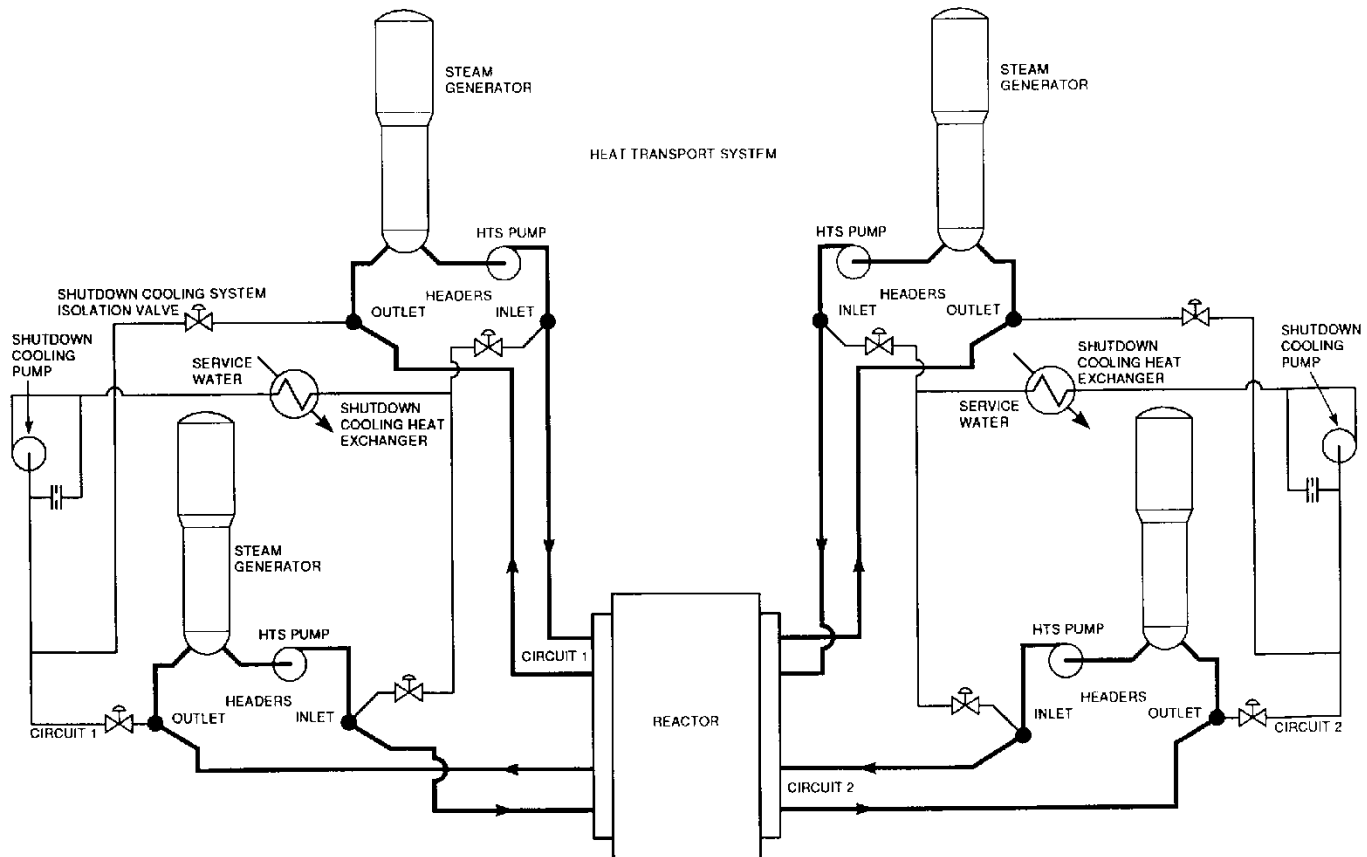 STEAM
GENERATOR
STEAM
GENERATOR
HEAT TRANSPORT SYSTEM
HTS PUMP
HTS PUMP
SHUTDOWN COOLING SYSTEM
ISOLATION VALVE
HEADERS
OUTLET
INLET
HEADERS
INLET
OUTLET
SHUTDOWN
COOLING
PUMP
SERVICE
WATER
SHUTDOWN
COOLING HEAT
EXCHANGER
SHUTDOWN
COOLING HEAT
EXCHANGER
SERVICE
WATER
SHUTDOWN
COOLING
PUMP
STEAM
GENERATOR
HTS PUMP
CIRCUIT 1
HTS PUMP
HEADERS
OUTLET
INLET
CIRCUIT 1
REACTOR
HEADERS
INLET
OUTLET
CIRCUIT 2
CIRCUIT 2